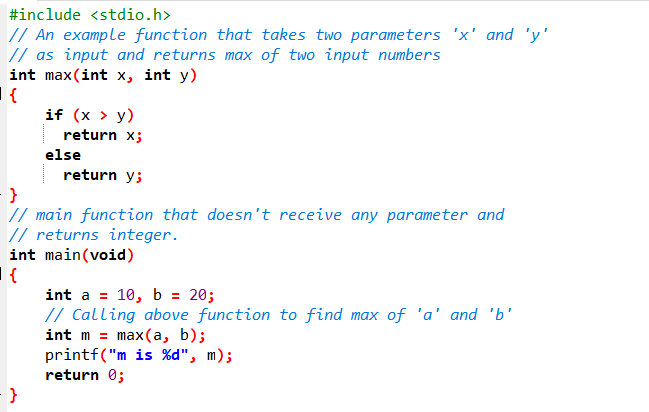 #include <stdio.h>
// An example function that takes two parameters 'x' and 'y'
// as input and returns max of two input numbers
int max(int x, int y)
{
    if (x > y)
      return x;
    else
      return y;
}
// main function that doesn't receive any parameter and
// returns integer.
int main(void)
{
    int a = 10, b = 20;
    // Calling above function to find max of 'a' and 'b'
    int m = max(a, b);
    printf("m is %d", m);
    return 0;
}